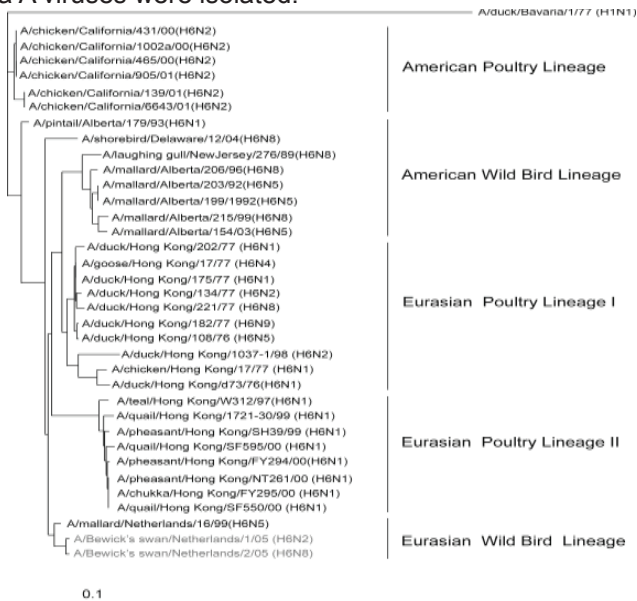 a A viruses were isolated.
A/duck/Bavaria/1/77 (H1N1)
A/chicken/California/431/00(H6N2)
A/chicken/California/1002a/00(H6N2)
A/chicken/California/465/00(H6N2)
A/chicken/California/905/01(H6N2)
A/chicken/California/139/01(H6N2)
A/chicken/California/6643/01(H6N2)
American Poultry Lineage
A/pintail/Alberta/179/93(H6N1)
A/shorebird/Delaware/12/04(H6N8)
A/laughing gull/NewJersey/276/89(H6N8)
A/mallard/Alberta/206/96(H6N8)
A/mallard/Alberta/203/92(H6N5)
A/mallard/Alberta/199/1992(H6N5)
A/mallard/Alberta/215/99(H6N8)
A/mallard/Alberta/154/03(H6N5)
American Wild Bird Lineage
A/duck/Hong Kong/202/77 (H6N1)
A/goose/Hong Kong/17/77 (H6N4)
A/duck/Hong Kong/175/77 (H6N1)
A/duck/Hong Kong/134/77 (H6N2)
A/duck/Hong Kong/221/77 (H6N8)
A/duck/Hong Kong/182/77 (H6N9)
A/duck/Hong Kong/108/76 (H6N5)
A/duck/Hong Kong/1037-1/98 (H6N2)
A/chicken/Hong Kong/17/77 (H6N1)
A/duck/Hong Kong/d73/76(H6N1)
Eurasian Poultry Lineage I
A/teal/Hong Kong/W312/97(H6N1)
A/quail/Hong Kong/1721-30/99 (H6N1)
A/pheasant/Hong Kong/SH39/99 (H6N1)
A/quail/Hong Kong/SF595/00 (H6N1)
A/pheasant/Hong Kong/FY294/00(H6N1)
A/pheasant/Hong Kong/NT261/00 (H6N1)
A/chukka/Hong Kong/FY295/00 (H6N1)
A/quail/Hong Kong/SF550/00 (H6N1)
Eurasian Poultry Lineage II
A/mallard/Netherlands/16/99(H6N5)
A/Bewick's swan/Netherlands/1/05 (H6N2)
A/Bewick's swan/Netherlands/2/05 (H6N8)
Eurasian Wild Bird Lineage
0.1